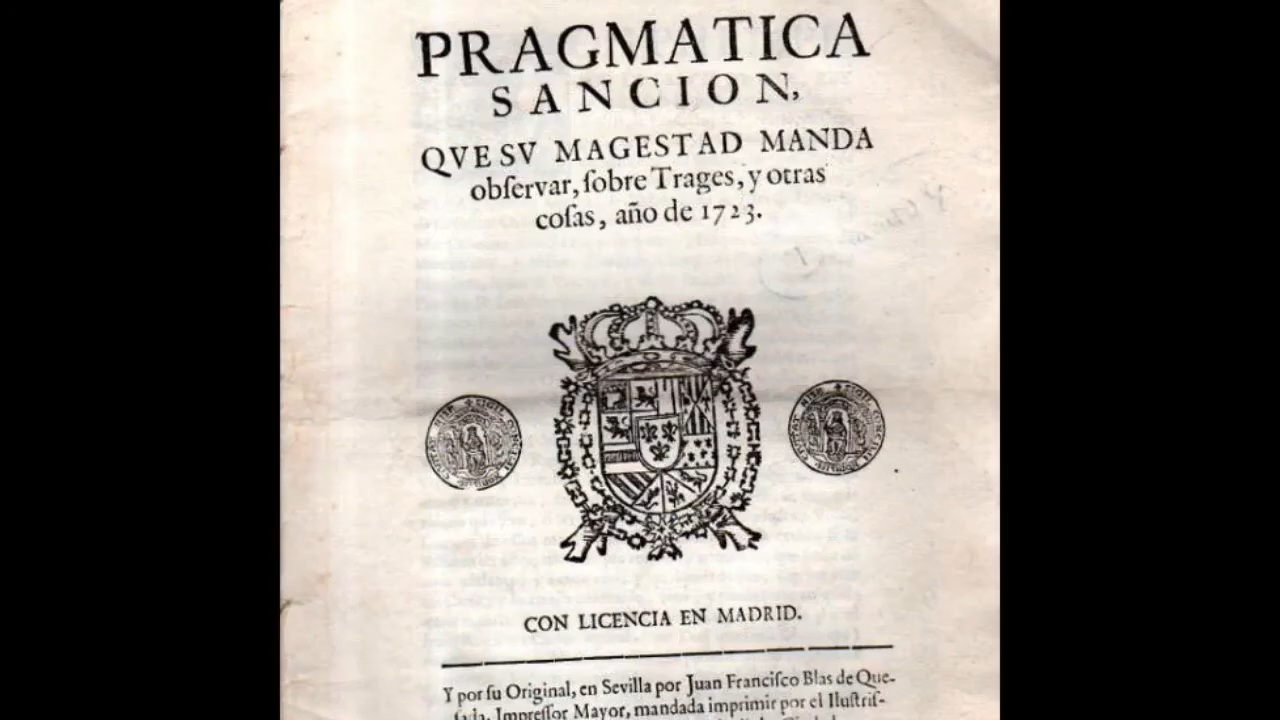 PRAGMATICA
SANCION,
QVE SV MAGESTAD MANDA
obſervar, ſobre Trages, y otras
coſas, año de 1723.
CON LICENCIA EN MADRID.
Y por ſu Original, en Sevilla por Juan Franciſco Blas de Que-
ſada, Impreſſor Mayor, mandada imprimir por el Iluſtriſ-